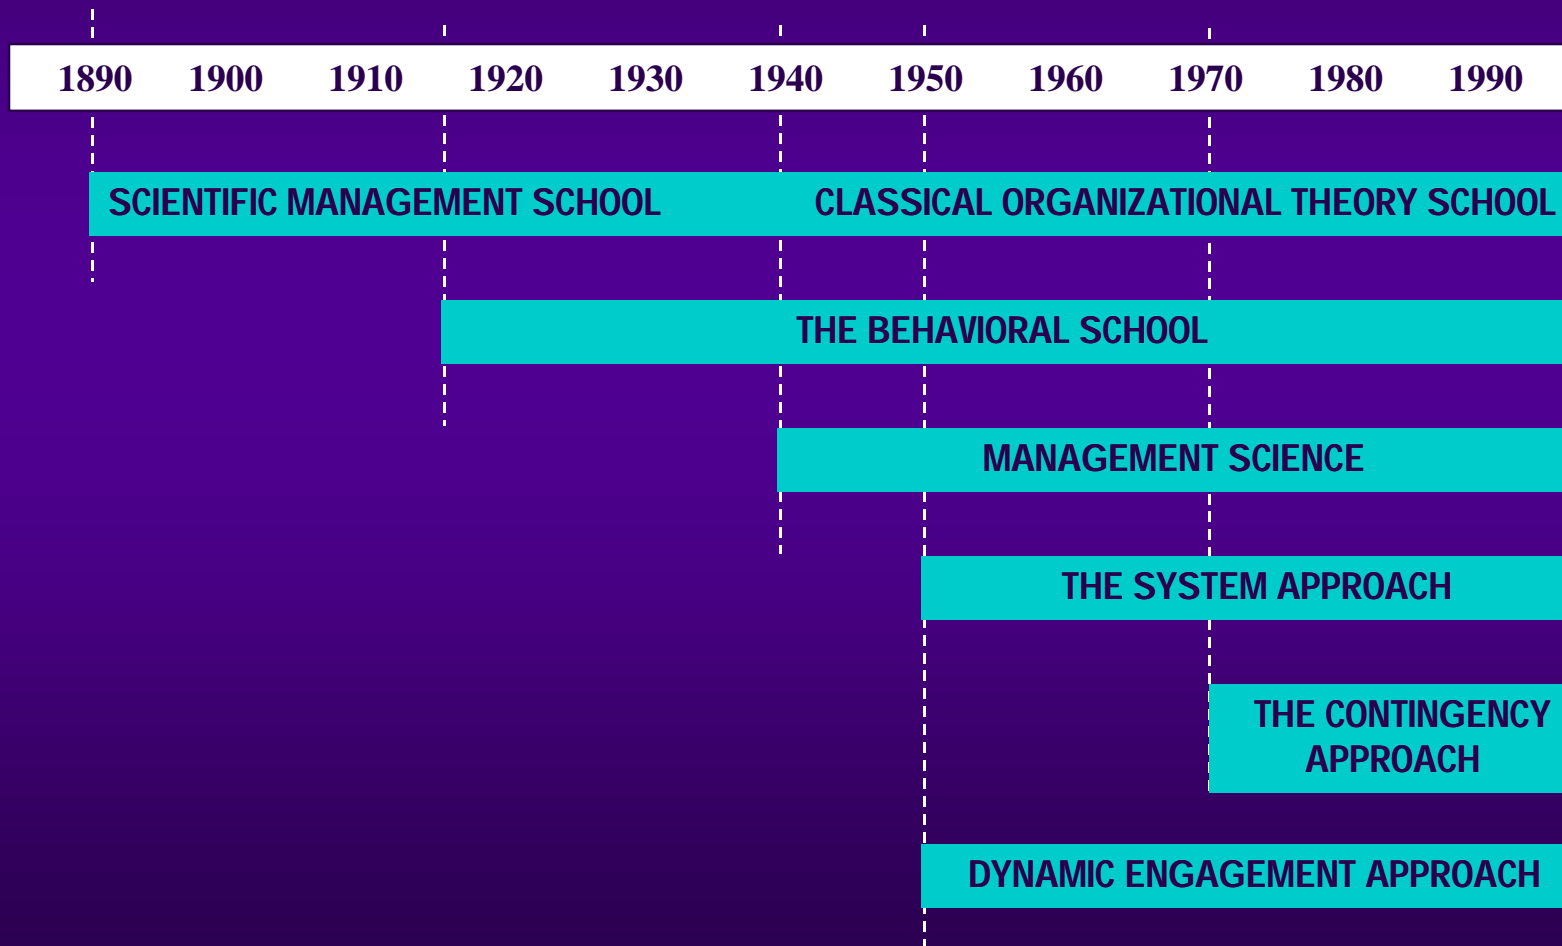 1890 1900 1910 1920 1930 1940 1950 1960 1970 1980 1990
SCIENTIFIC MANAGEMENT SCHOOL CLASSICAL ORGANIZATIONAL THEORY SCHOOL
THE BEHAVIORAL SCHOOL
MANAGEMENT SCIENCE
THE SYSTEM APPROACH
THE CONTINGENCY
APPROACH
DYNAMIC ENGAGEMENT APPROACH